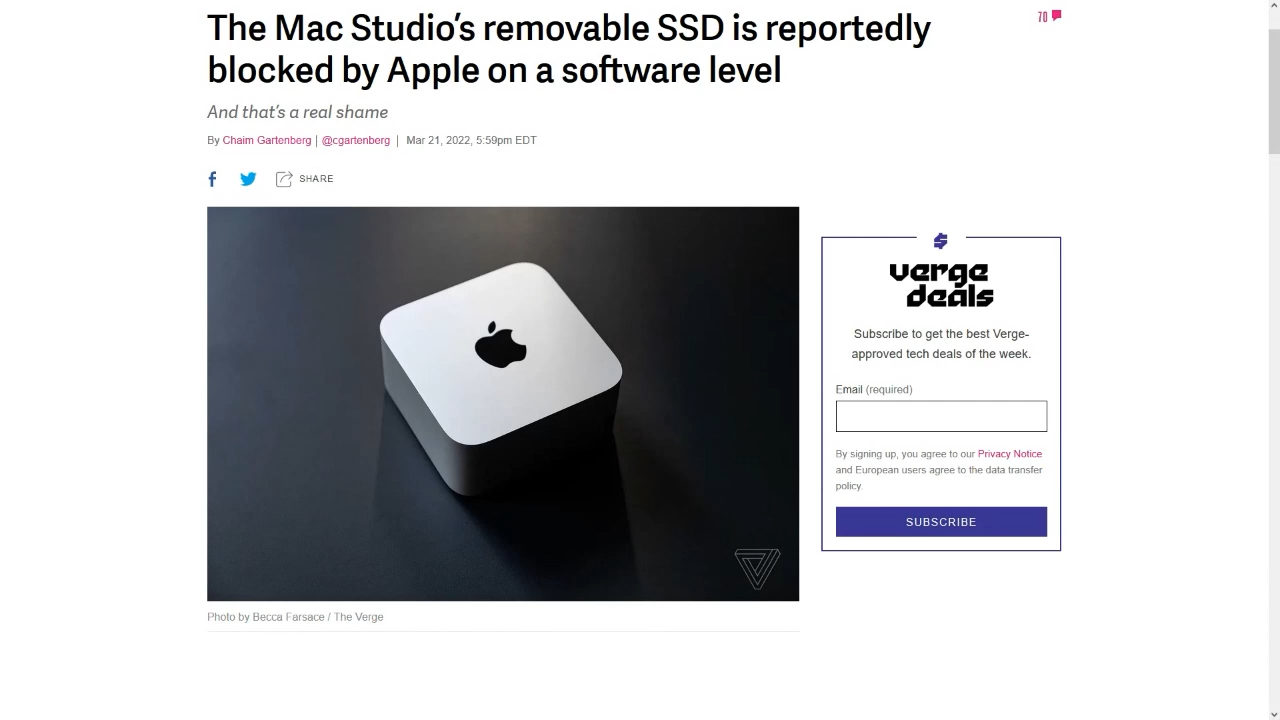 The Mac Studio's removable SSD is reportedly
blocked by Apple on a software level
70
And that's a real shame
By Chaim Gartenberg | @cgartenberg | Mar 21, 2022, 5:59pm EDT
SHARE
verge
deals
Subscribe to get the best Verge-
approved tech deals of the week.
Email (required)
By signing up, you agree to our Privacy Notice
and European users agree to the data transfer
policy.
SUBSCRIBE
Photo by Becca Farsace / The Verge